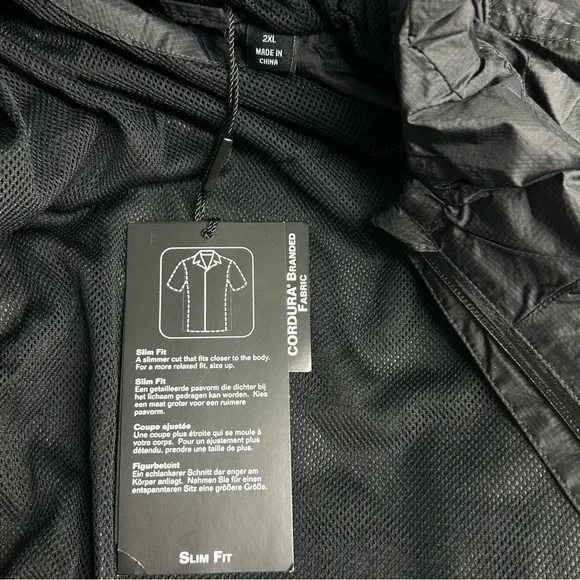 2XL
MADE IN
CHINA
CORDURA® BRANDED
FABRIC
Slim Fit
A slimmer cut that fits closer to the body.
For a more relaxed fit, size up.
Slim Fit
Een getailleerde pasvorm die dichter bij
het lichaam gedragen kan worden. Kies
een maat groter voor een ruimere
pasvorm.
Coupe ajustée
Une coupe plus étroite qui se moule à
votre corps. Pour un ajustement plus
détendu, prendre une taille de plus.
Figurbetont
Ein schlankerer Schnitt der enger am
Körper anliegt. Nehmen Sie für einen
entspannteren Sitz eine größere Größe.
SLIM FIT